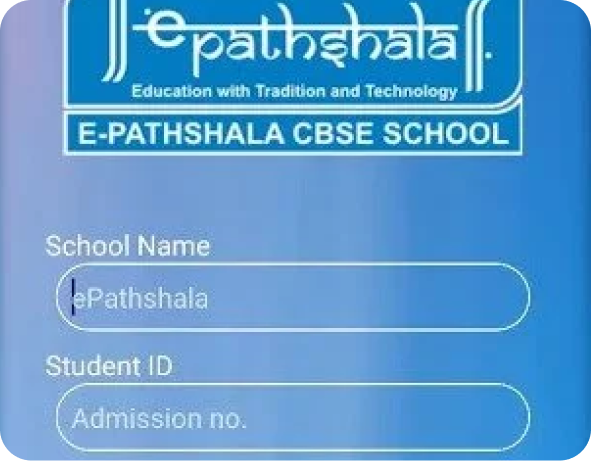 ॥ epathshala ॥.
Education with Tradition and Technology
E-PATHSHALA CBSE SCHOOL
School Name
ePathshala
Student ID
Admission no.